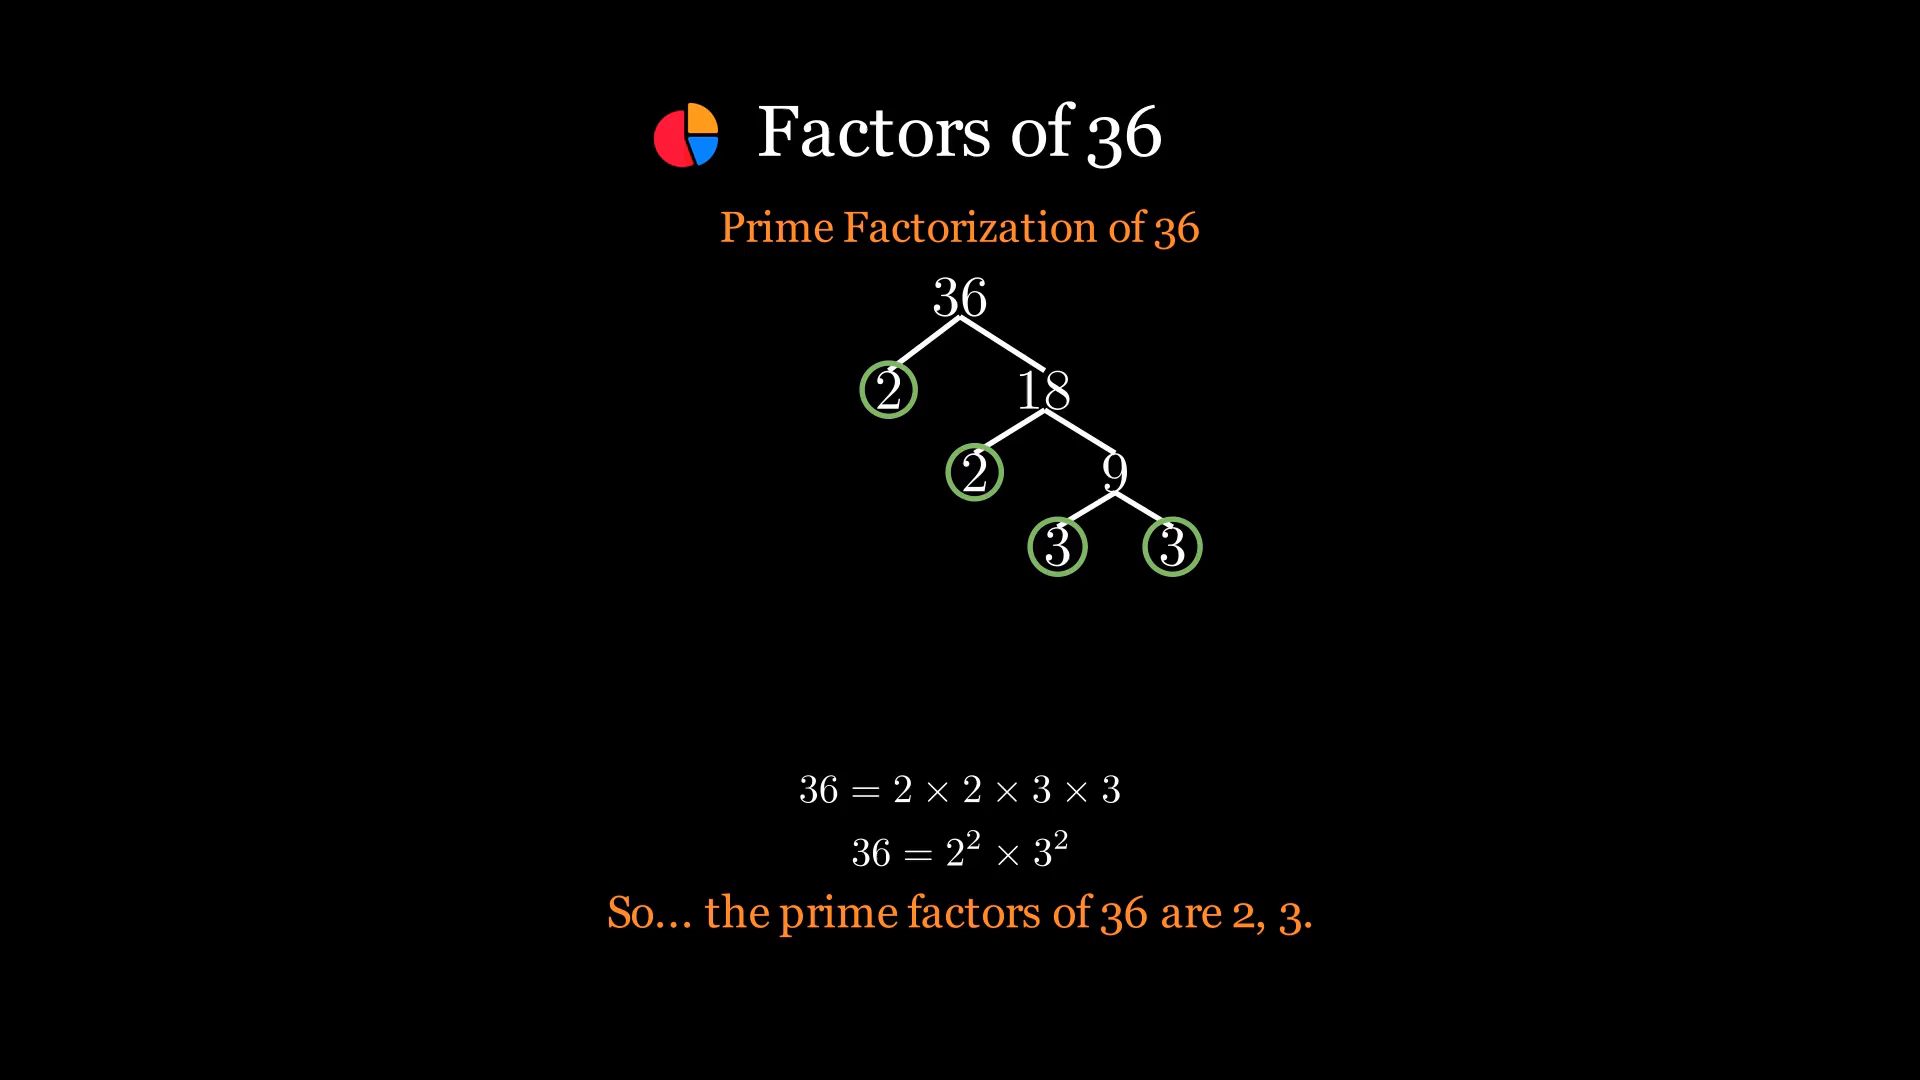 Factors of 36
Prime Factorization of 36
36
2 18
2 9
3 3
36 = 2 × 2 × 3 × 3
36 = 2² × 3²
So... the prime factors of 36 are 2, 3.